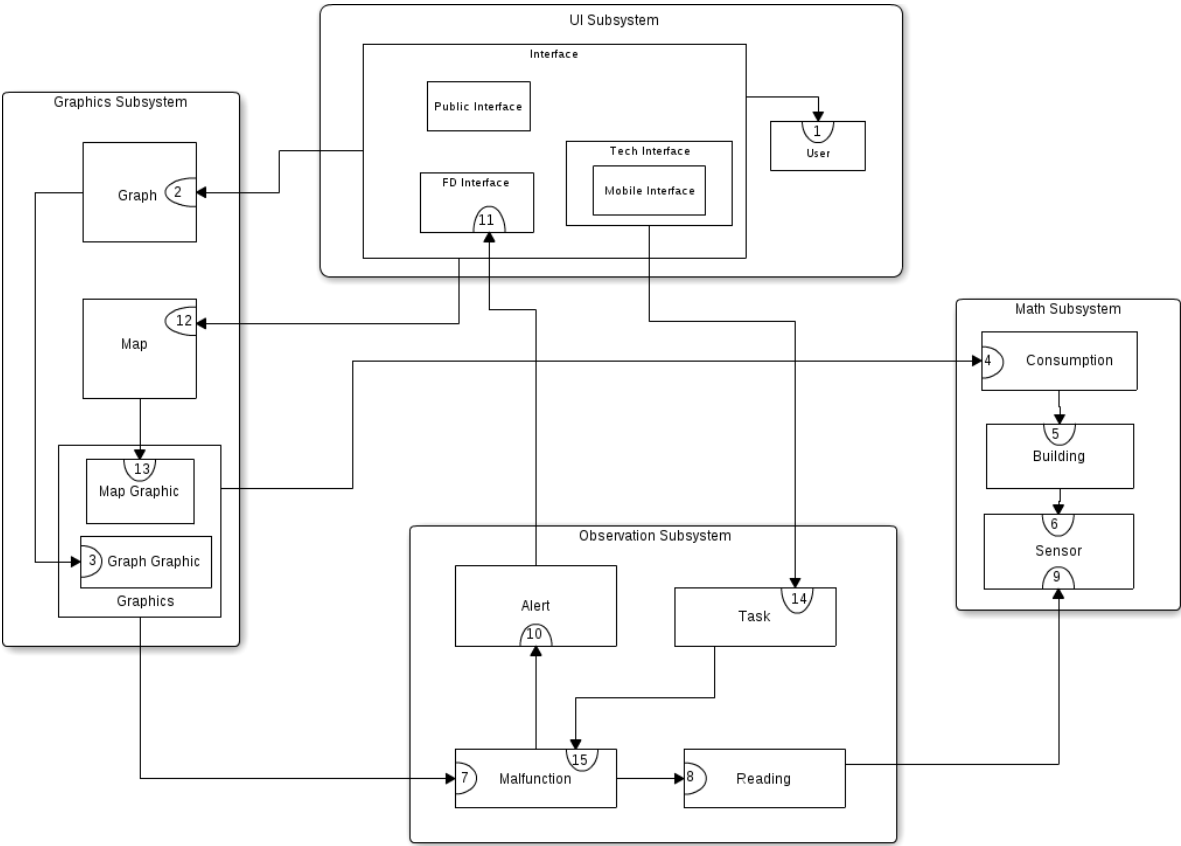 UI Subsystem
Interface
Public Interface
Tech Interface
Mobile Interface
FD Interface
11
1
User
Graphics Subsystem
Graph
2
Map
12
13
Map Graphic
3
Graph Graphic
Graphics
Math Subsystem
4
Consumption
5
Building
6
Sensor
9
Observation Subsystem
Alert
10
14
Task
15
7
Malfunction
8
Reading